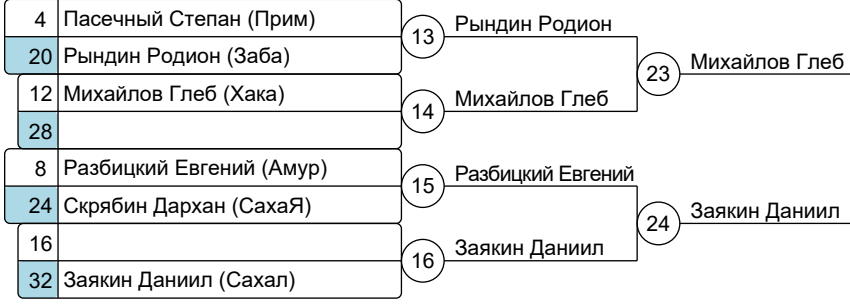 4 Пасечный Степан (Прим)
13
Рындин Родион
20 Рындин Родион (Заба)
23
Михайлов Глеб
12 Михайлов Глеб (Хака)
14
Михайлов Глеб
28
8 Разбицкий Евгений (Амур)
15
Разбицкий Евгений
24 Скрябин Дархан (СахаЯ)
24
Заякин Даниил
16
16
Заякин Даниил
32 Заякин Даниил (Сахал)